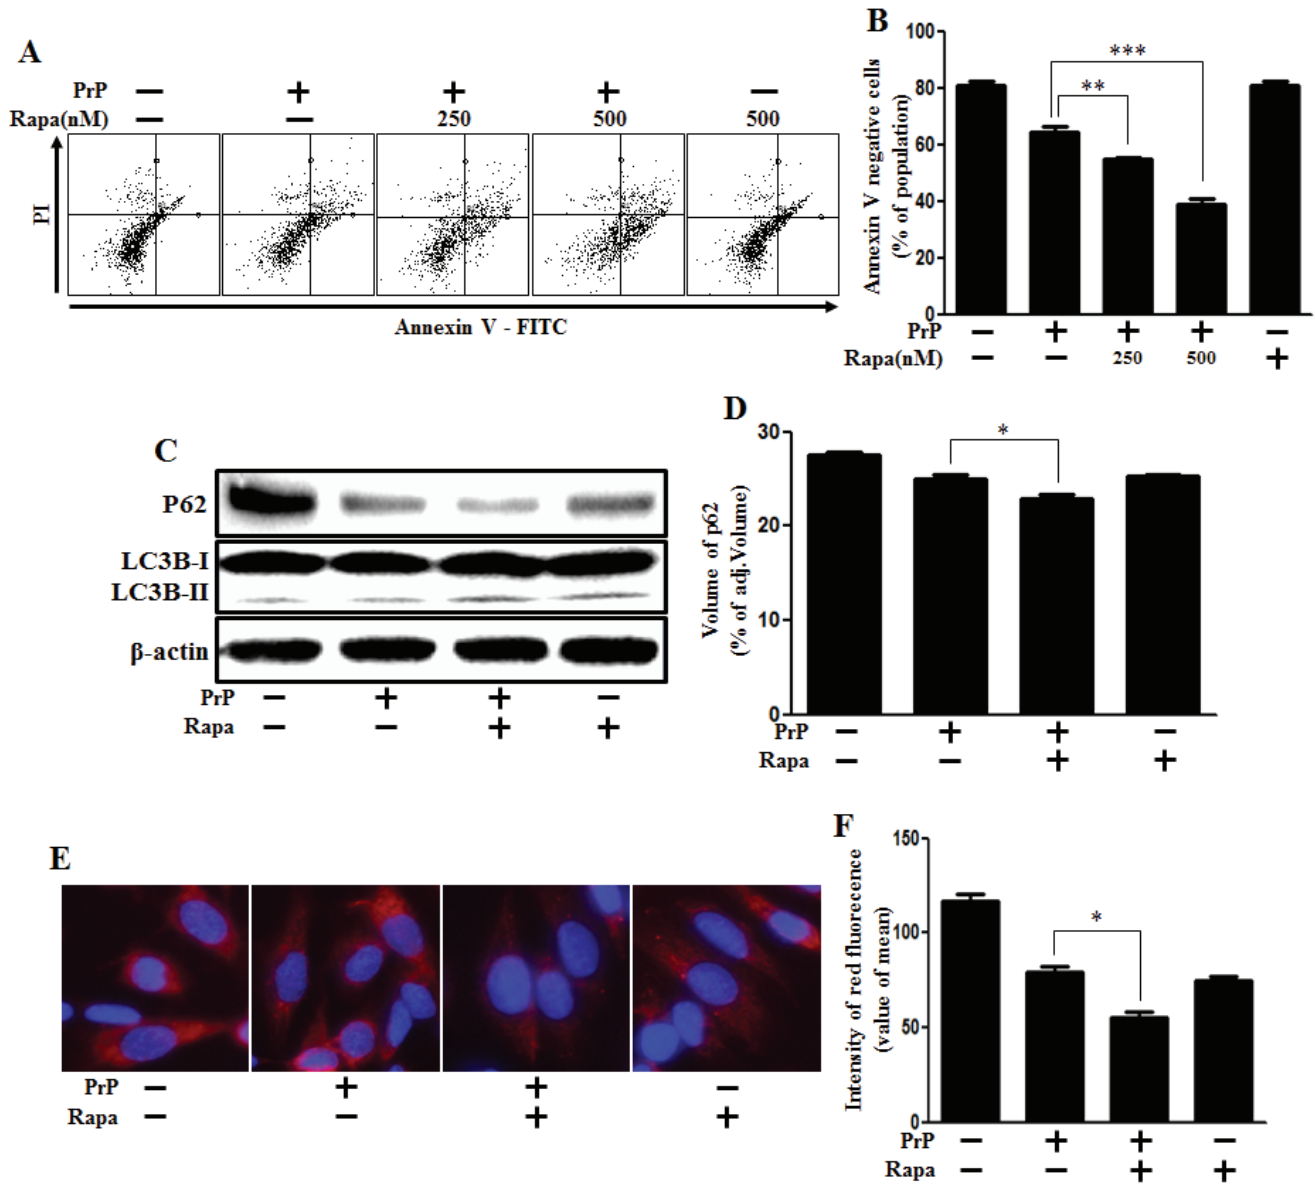 A
PrP − + + + −
Rapa(nM) − − 250 500 500
PI
Annexin V - FITC
B
Annexin V negative cells
(% of population)
100
80
60
40
20
0
***
**
PrP − + + + −
Rapa(nM) − − 250 500 +
C
P62
LC3B-I
LC3B-II
β-actin
PrP − + + −
Rapa − − + +
D
Volume of p62
(% of adj.Volume)
30
20
10
0
*
PrP − + + −
Rapa − − + +
E
PrP − + + −
Rapa − − + +
F
Intensity of red fluorecence
(value of mean)
150
100
50
0
*
PrP − + + −
Rapa − − + +